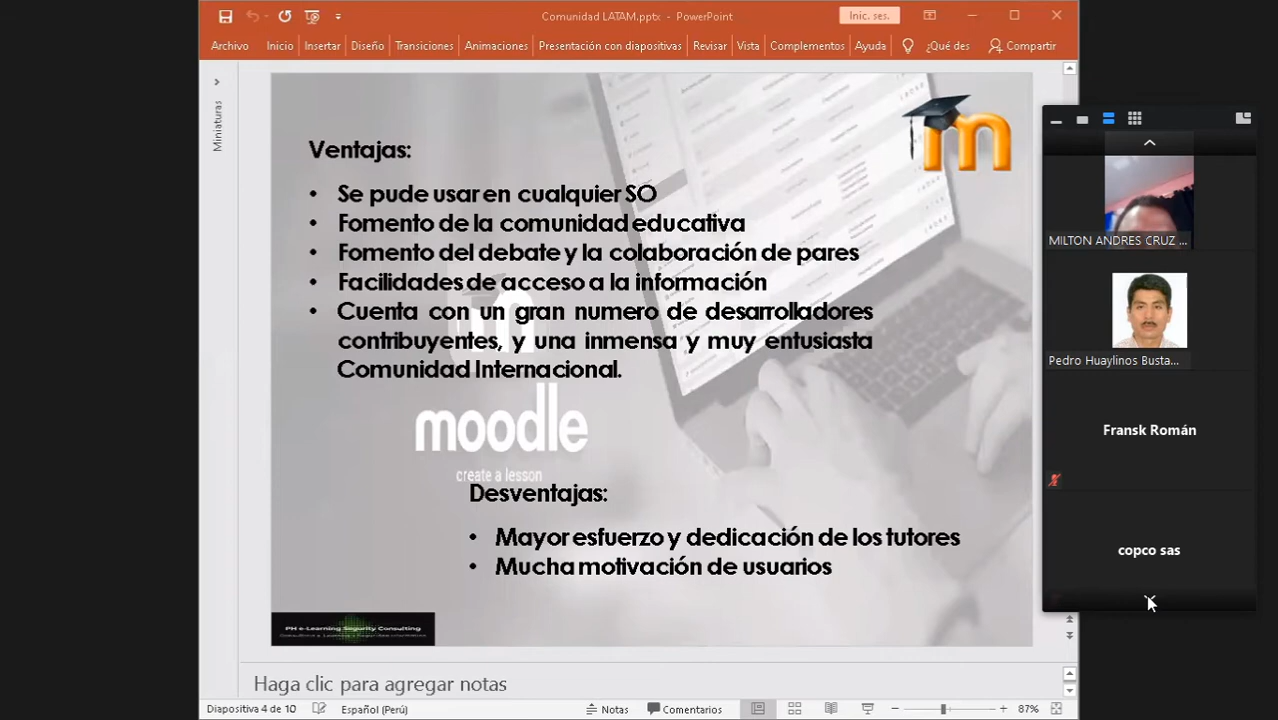 Comunidad LATAM.pptx - PowerPoint
Inic. ses.
Archivo Inicio Insertar Diseño Transiciones Animaciones Presentación con diapositivas Revisar Vista Complementos Ayuda ¿Qué des Compartir
Miniaturas
m
Ventajas:
• Se pude usar en cualquier SO
• Fomento de la comunidad educativa
• Fomento del debate y la colaboración de pares
• Facilidades de acceso a la información
• Cuenta con un gran numero de desarrolladores
contribuyentes, y una inmensa y muy entusiasta
Comunidad Internacional.
moodle
create a lesson
Desventajas:
• Mayor esfuerzo y dedicación de los tutores
• Mucha motivación de usuarios
PH e-Learning Segurity Consulting
MILTON ANDRES CRUZ ...
Pedro Huaylinos Busta...
Fransk Román
copco sas
Haga clic para agregar notas
Diapositiva 4 de 10 Español (Perú) Notas Comentarios 87%